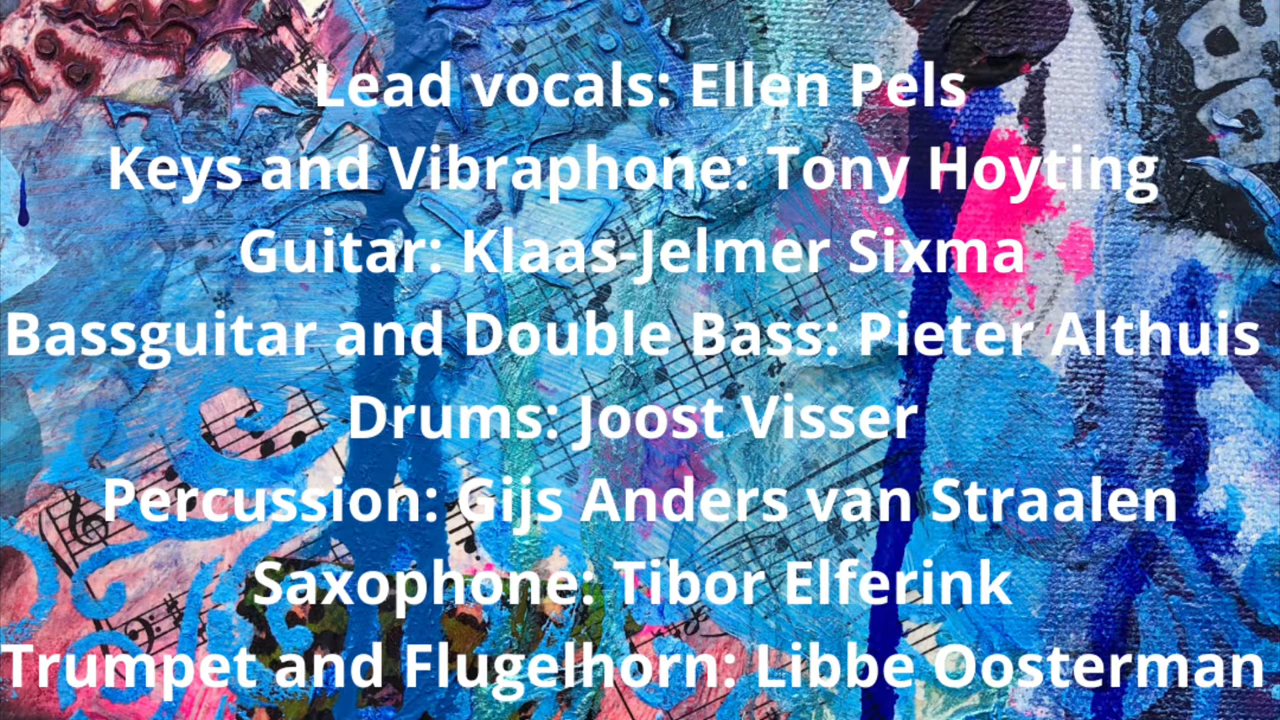 Lead vocals: Ellen Pels
Keys and Vibraphone: Tony Hoyting
Guitar: Klaas-Jelmer Sixma
Bassguitar and Double Bass: Pieter Althuis
Drums: Joost Visser
Percussion: Gijs Anders van Straalen
Saxophone: Tibor Elferink
Trumpet and Flugelhorn: Libbe Oosterman